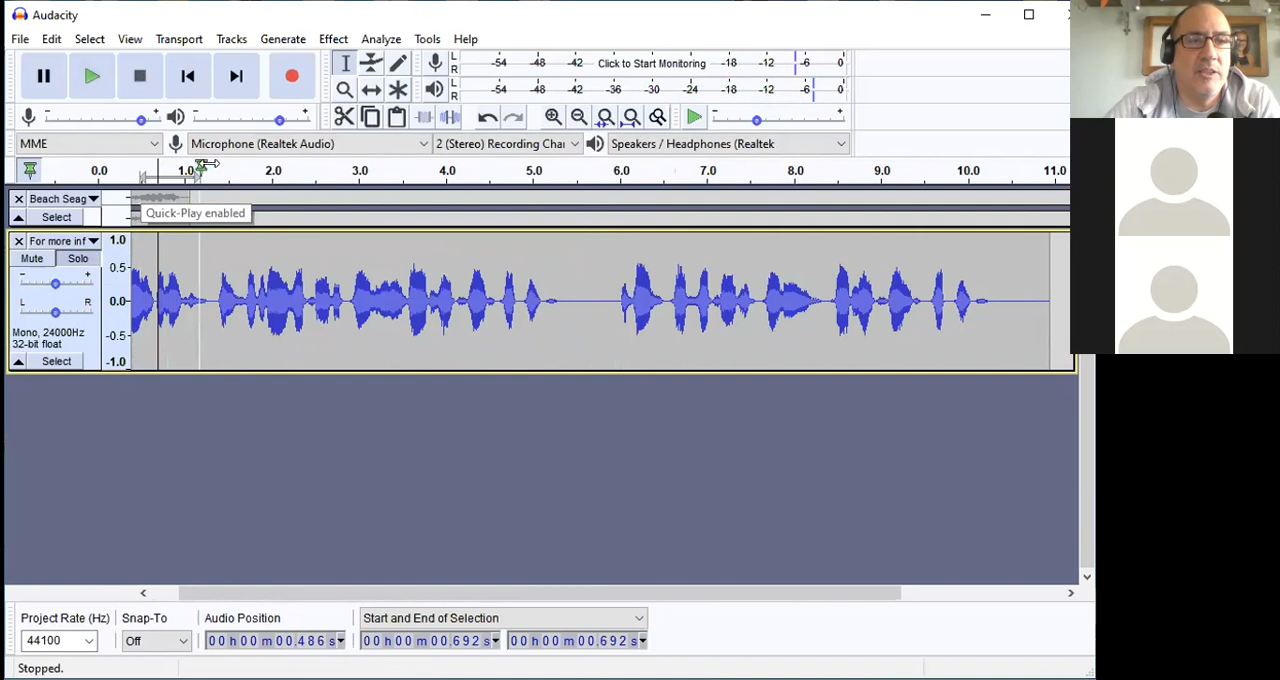 Audacity
File Edit Select View Transport Tracks Generate Effect Analyze Tools Help
L R -54 -48 -42 Click to Start Monitoring -18 -12 -6 0
L R -54 -48 -42 -36 -30 -24 -18 -12 -6 0
- + - + - +
MME Microphone (Realtek Audio) 2 (Stereo) Recording Char Speakers / Headphones (Realtek
0.0 1.0 2.0 3.0 4.0 5.0 6.0 7.0 8.0 9.0 10.0 11.0
Beach Seag
Select
Quick-Play enabled
For more inf
Mute Solo
- +
L R
Mono, 24000Hz
32-bit float
Select
1.0
0.5
0.0
-0.5
-1.0
Project Rate (Hz) Snap-To Audio Position Start and End of Selection
44100 Off 00 h 00 m 00.486 s 00 h 00 m 00.692 s 00 h 00 m 00.692 s
Stopped.